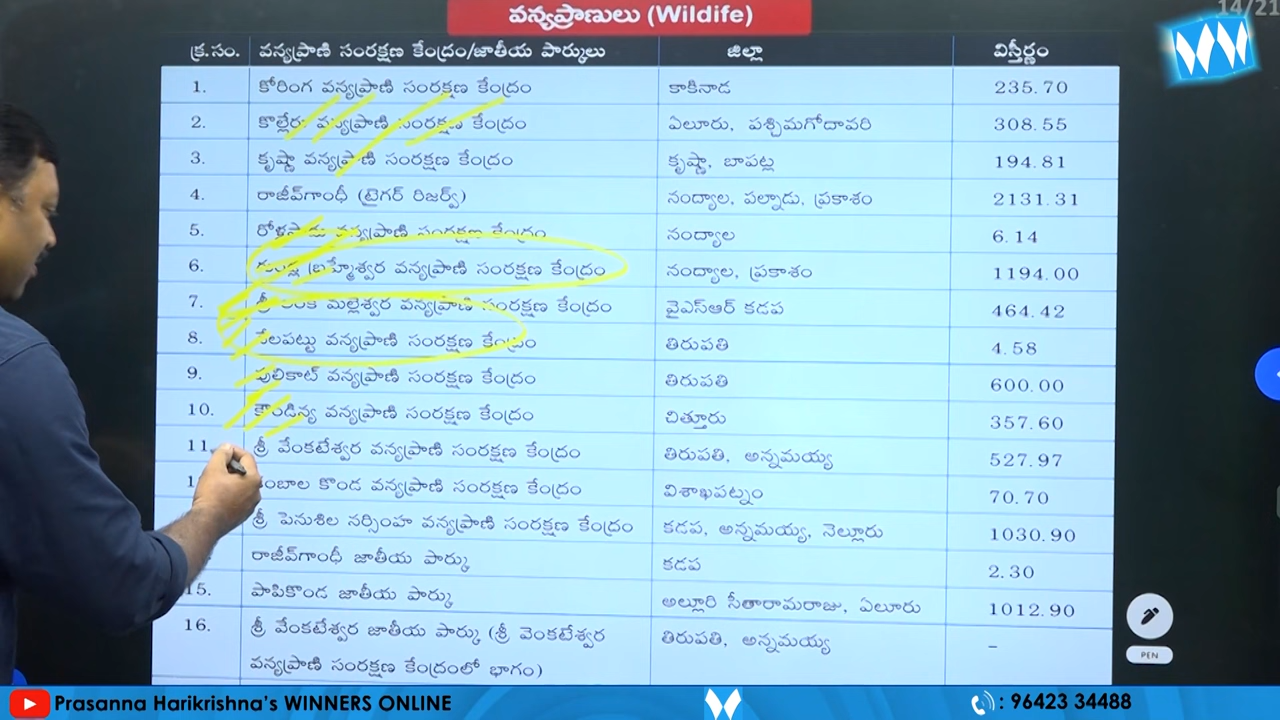 14/21
వన్యప్రాణులు (Wildife)
క్ర.సం. వన్యప్రాణి సంరక్షణ కేంద్రం/జాతీయ పార్కులు జిల్లా విస్తీర్ణం
1. కోరింగ వన్యప్రాణి సంరక్షణ కేంద్రం కాకినాడ 235.70
2. కొల్లేరు వన్యప్రాణి సంరక్షణ కేంద్రం ఏలూరు, పశ్చిమగోదావరి 308.55
3. కృష్ణా వన్యప్రాణి సంరక్షణ కేంద్రం కృష్ణా, బాపట్ల 194.81
4. రాజీవ్‌గాంధీ (టైగర్ రిజర్వ్) నంద్యాల, పల్నాడు, ప్రకాశం 2131.31
5. రోళ్లపాడు వన్యప్రాణి సంరక్షణ కేంద్రం నంద్యాల 6.14
6. బ్రహ్మేశ్వర వన్యప్రాణి సంరక్షణ కేంద్రం నంద్యాల, ప్రకాశం 1194.00
7. శ్రీ లంక మల్లేశ్వర వన్యప్రాణి సంరక్షణ కేంద్రం వైఎస్ఆర్ కడప 464.42
8. నేలపట్టు వన్యప్రాణి సంరక్షణ కేంద్రం తిరుపతి 4.58
9. పులికాట్ వన్యప్రాణి సంరక్షణ కేంద్రం తిరుపతి 600.00
10. కౌండిన్య వన్యప్రాణి సంరక్షణ కేంద్రం చిత్తూరు 357.60
11. శ్రీ వేంకటేశ్వర వన్యప్రాణి సంరక్షణ కేంద్రం తిరుపతి, అన్నమయ్య 527.97
కొండ వన్యప్రాణి సంరక్షణ కేంద్రం విశాఖపట్నం 70.70
శ్రీ పెనుశిల నర్సింహ వన్యప్రాణి సంరక్షణ కేంద్రం కడప, అన్నమయ్య, నెల్లూరు 1030.90
రాజీవ్‌గాంధీ జాతీయ పార్కు కడప 2.30
15. పాపికొండ జాతీయ పార్కు అల్లూరి సీతారామరాజు, ఏలూరు 1012.90
16. శ్రీ వేంకటేశ్వర జాతీయ పార్కు (శ్రీ వెంకటేశ్వర తిరుపతి, అన్నమయ్య –
వన్యప్రాణి సంరక్షణ కేంద్రంలో భాగం)
PEN
Prasanna Harikrishna's WINNERS ONLINE
: 96423 34488